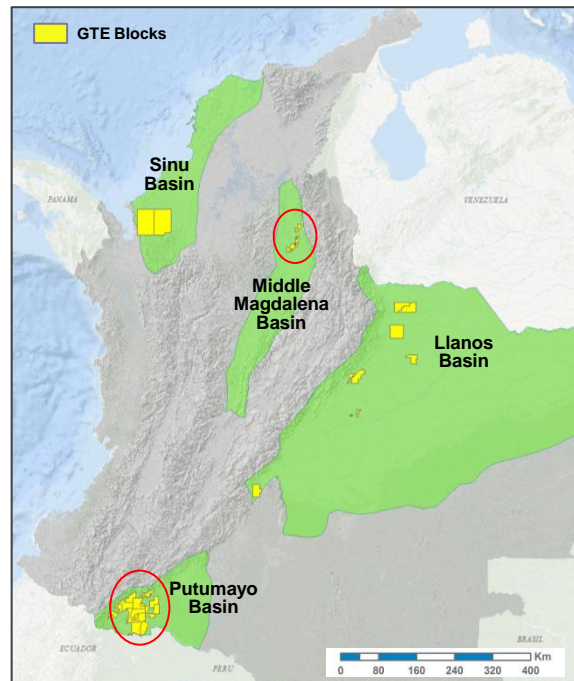 GTE Blocks
Sinu
Basin
PANAMA
VENEZUELA
Middle
Magdalena
Basin
Llanos
Basin
Putumayo
Basin
ECUADOR
PERU
BRASIL
Km
0 80 160 240 320 400